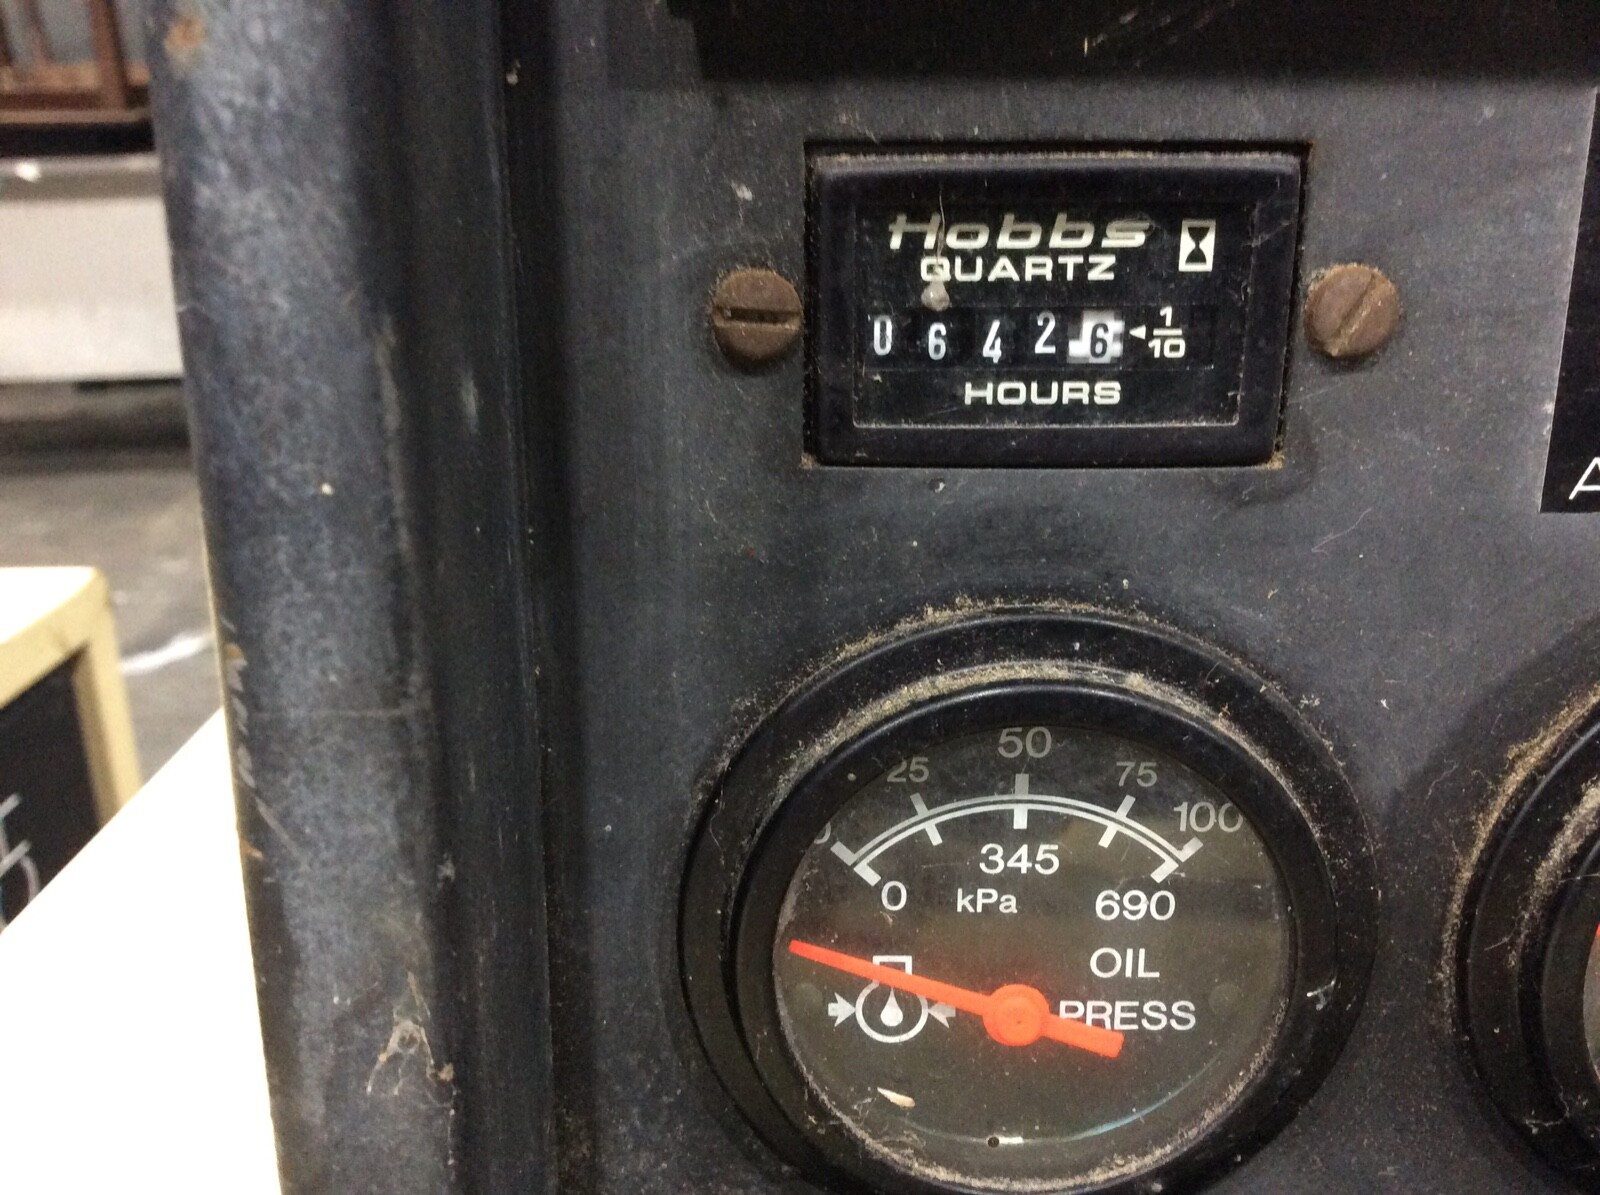 Hobbs
QUARTZ
0 6 4 2 6 1/10
HOURS
0 25 50 75 100
0 345 690
kPa
OIL
PRESS
A